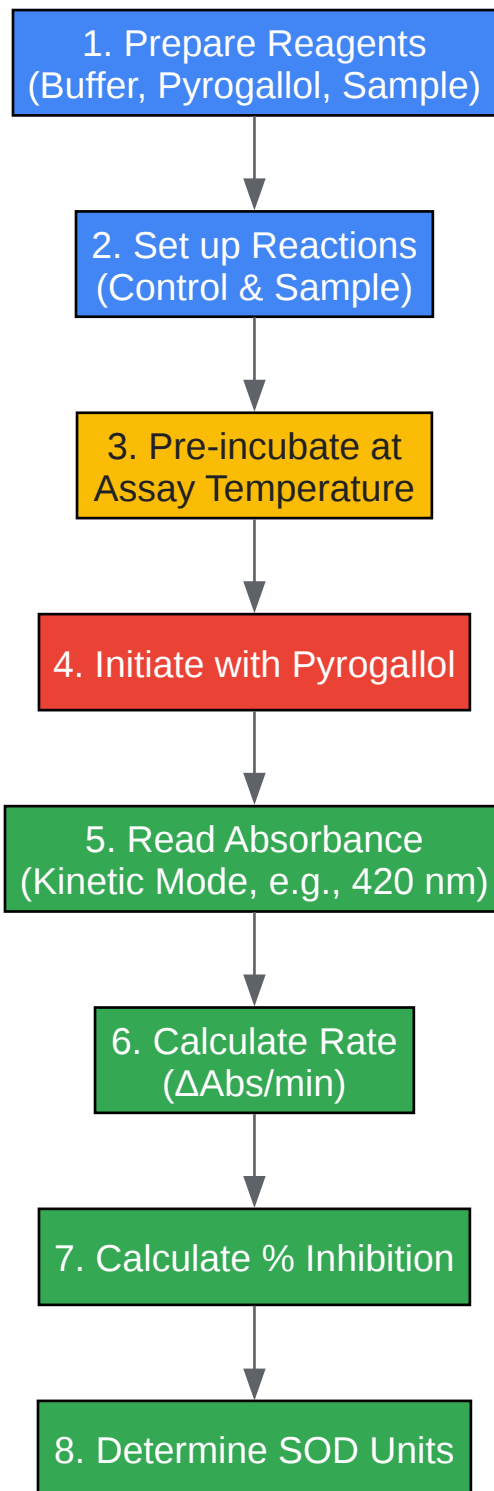 1. Prepare Reagents
(Buffer, Pyrogallol, Sample)
2. Set up Reactions
(Control & Sample)
3. Pre-incubate at
Assay Temperature
4. Initiate with Pyrogallol
5. Read Absorbance
(Kinetic Mode, e.g., 420 nm)
6. Calculate Rate
(ΔAbs/min)
7. Calculate % Inhibition
8. Determine SOD Units